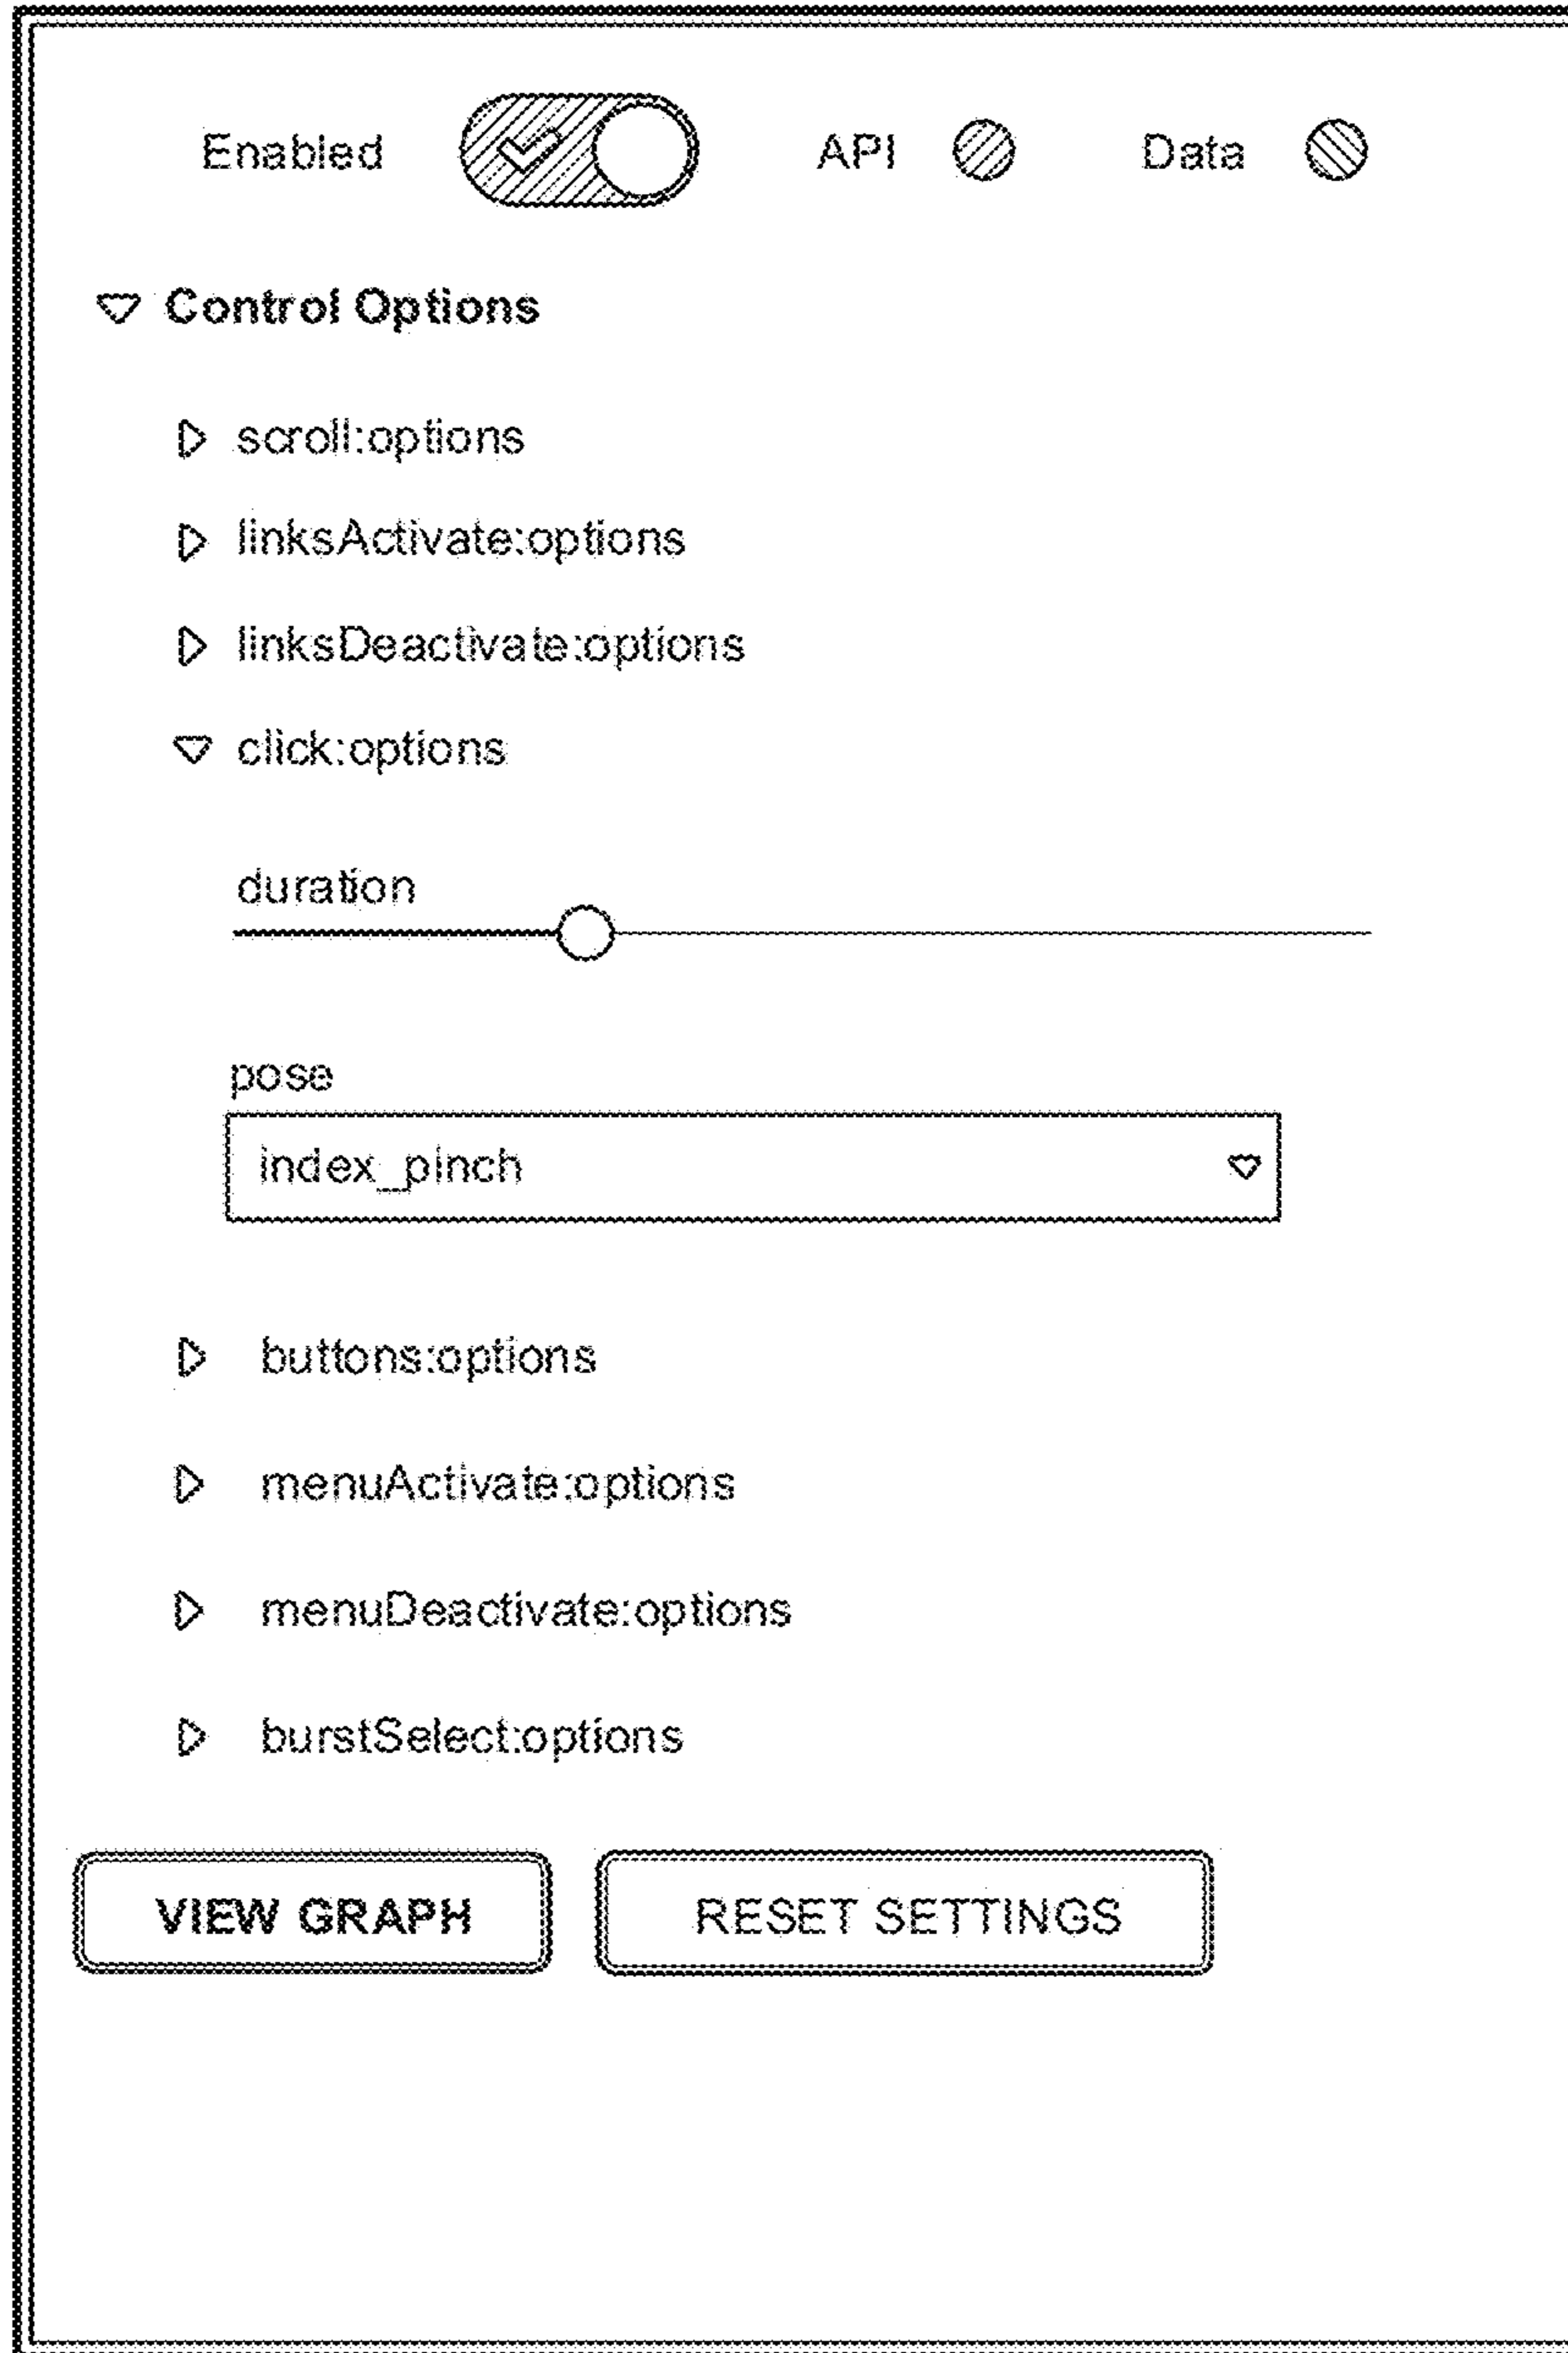 Enabled API Data
Control Options
scroll:options
linksActivate:options
linksDeactivate:options
click:options
duration
pose
index_pinch
buttons:options
menuActivate:options
menuDeactivate:options
burstSelect:options
VIEW GRAPH RESET SETTINGS